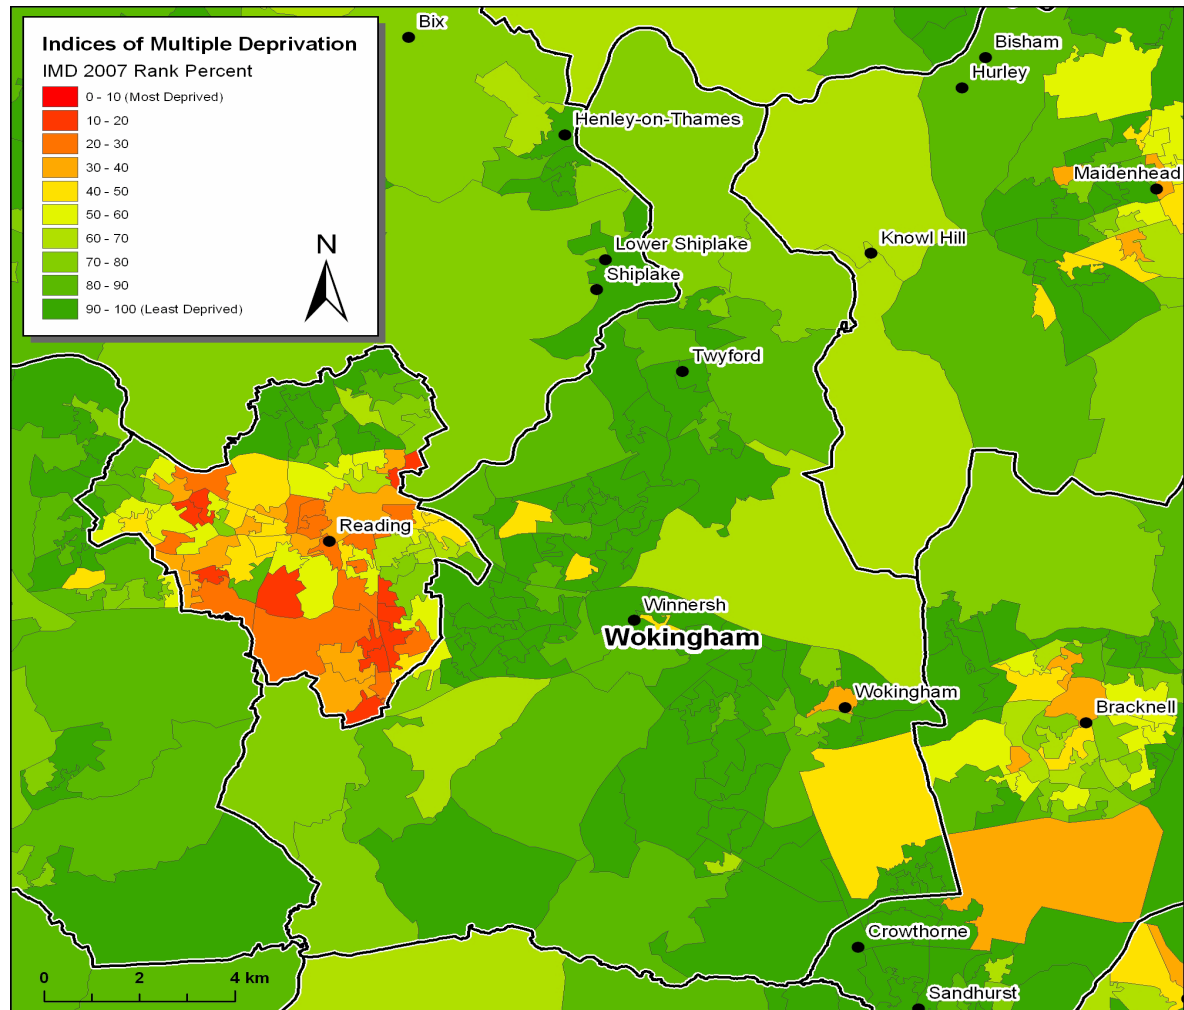 Indices of Multiple Deprivation
IMD 2007 Rank Percent
0 - 10 (Most Deprived)
10 - 20
20 - 30
30 - 40
40 - 50
50 - 60
60 - 70
70 - 80
80 - 90
90 - 100 (Least Deprived)
N
Bix
Bisham
Hurley
Henley-on-Thames
Maidenhead
Knowl Hill
Lower Shiplake
Shiplake
Twyford
Reading
Winnersh
Wokingham
Wokingham
Bracknell
Crowthorne
Sandhurst
0 2 4 km